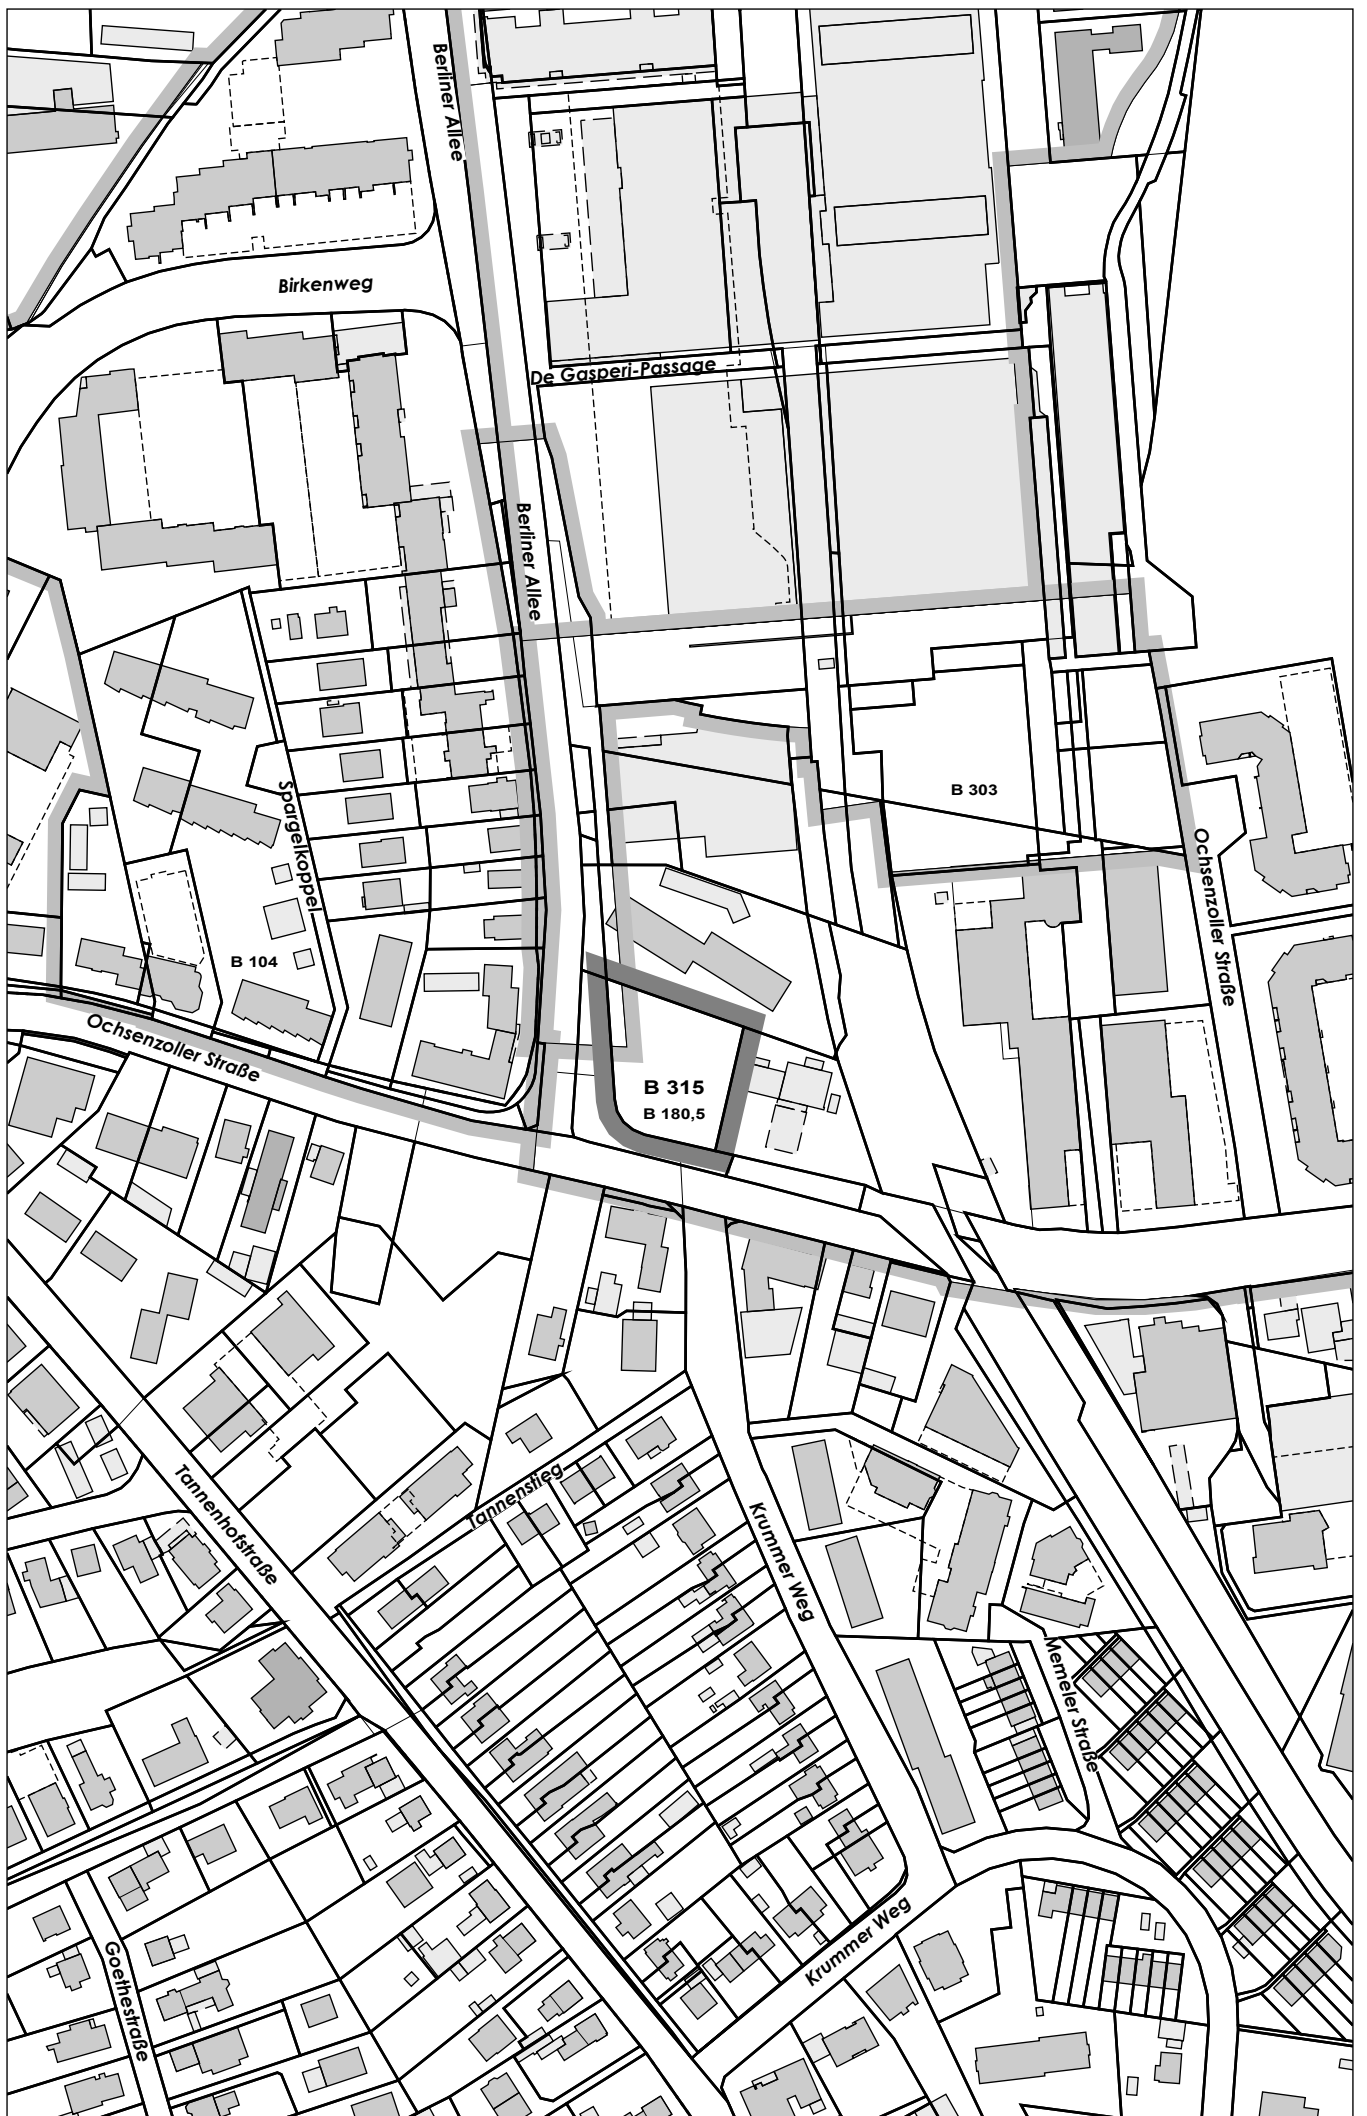 Berliner Allee
Birkenweg
De Gasperi-Passage
Berliner Allee
Spargelkoppel
B 303
Ochsenzoller Straße
B 104
Ochsenzoller Straße
B 315
B 180,5
Tannenstieg
Tannenhofstraße
Krummer Weg
Memeler Straße
Krummer Weg
Goethestraße